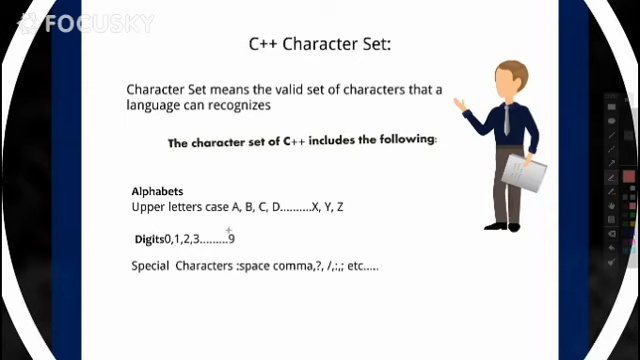 FOCUSKY
C++ Character Set:
Character Set means the valid set of characters that a
language can recognizes
The character set of C++ includes the following:
Alphabets
Upper letters case A, B, C, D..........X, Y, Z
Digits0,1,2,3.........9
Special Characters :space comma,?, /,:,; etc.....